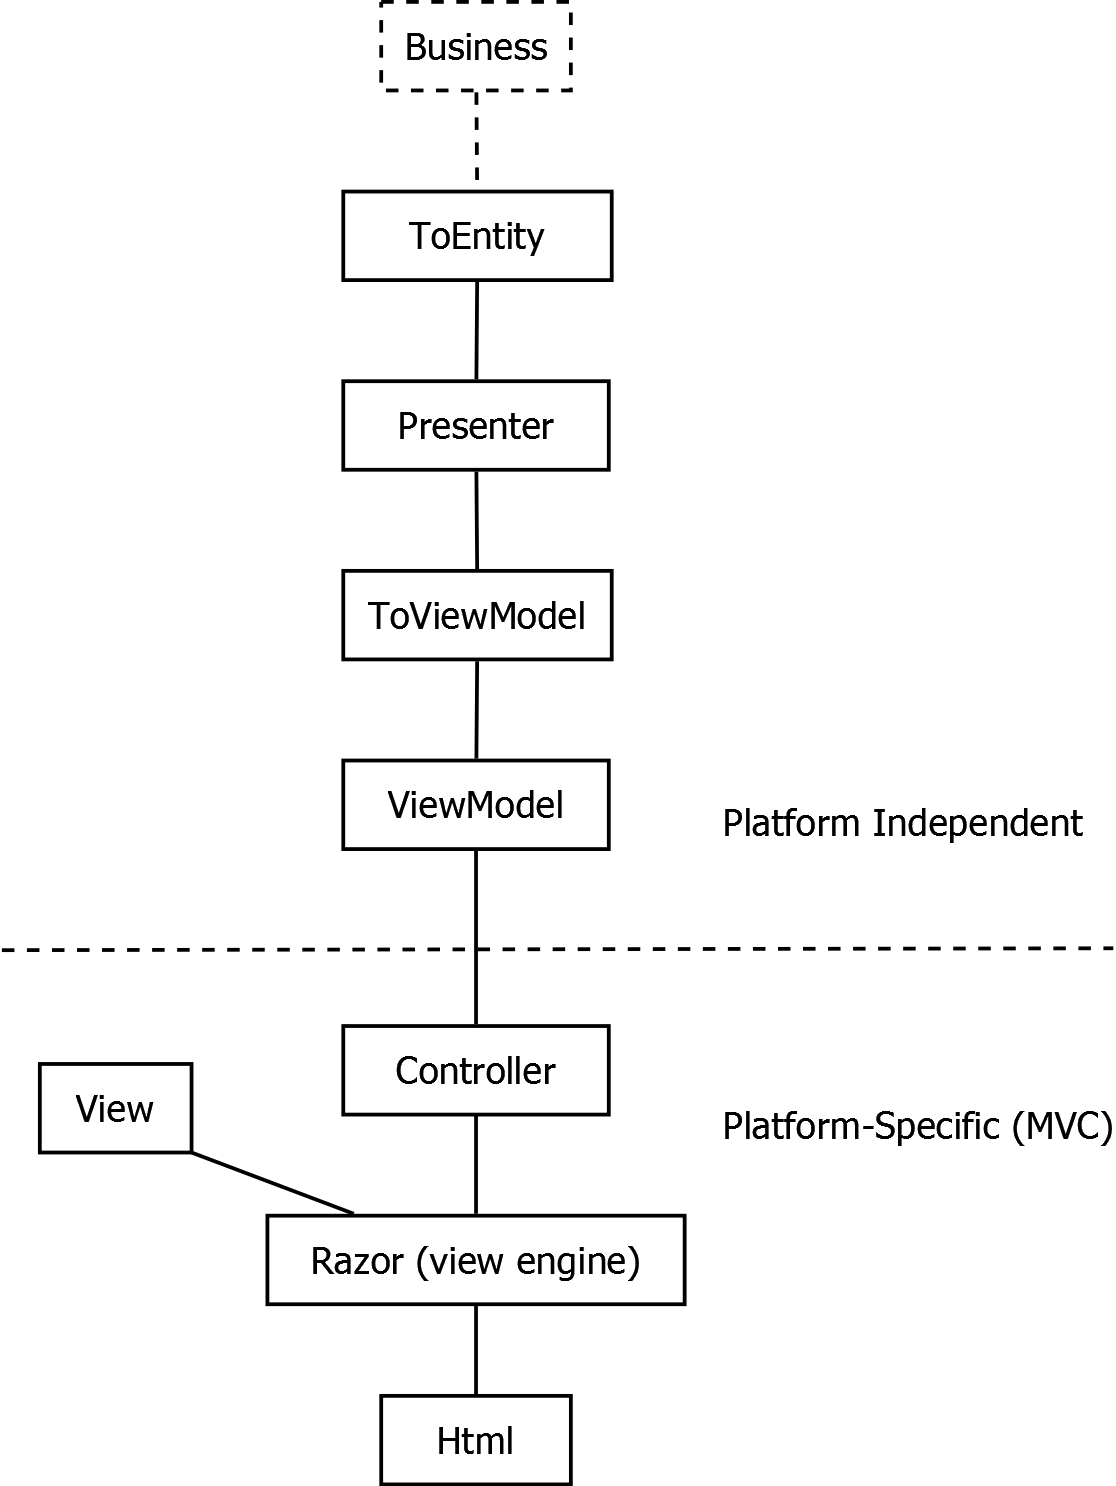 Business
ToEntity
Presenter
ToViewModel
ViewModel
Platform Independent
Controller
View
Platform-Specific (MVC)
Razor (view engine)
Html